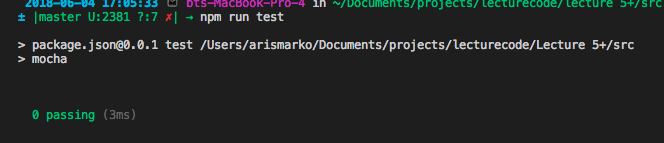 2018-06-04 17:05:33 bts-MacBook-Pro-4 in ~/Documents/projects/lecturecode/Lecture 5+/src
± |master U:2381 ?:7 ✗| → npm run test
> package.json@0.0.1 test /Users/arismarko/Documents/projects/lecturecode/Lecture 5+/src
> mocha
0 passing (3ms)